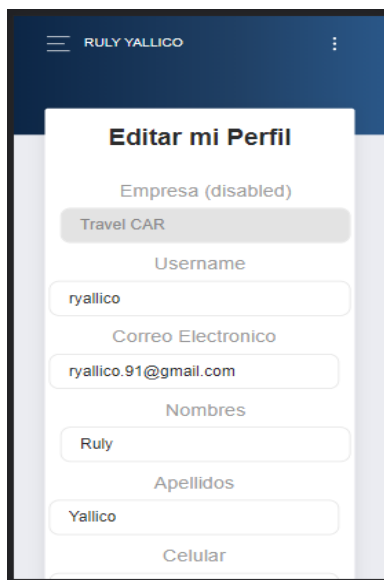 RULY YALLICO
Editar mi Perfil
Empresa (disabled)
Travel CAR
Username
ryallico
Correo Electronico
ryallico.91@gmail.com
Nombres
Ruly
Apellidos
Yallico
Celular